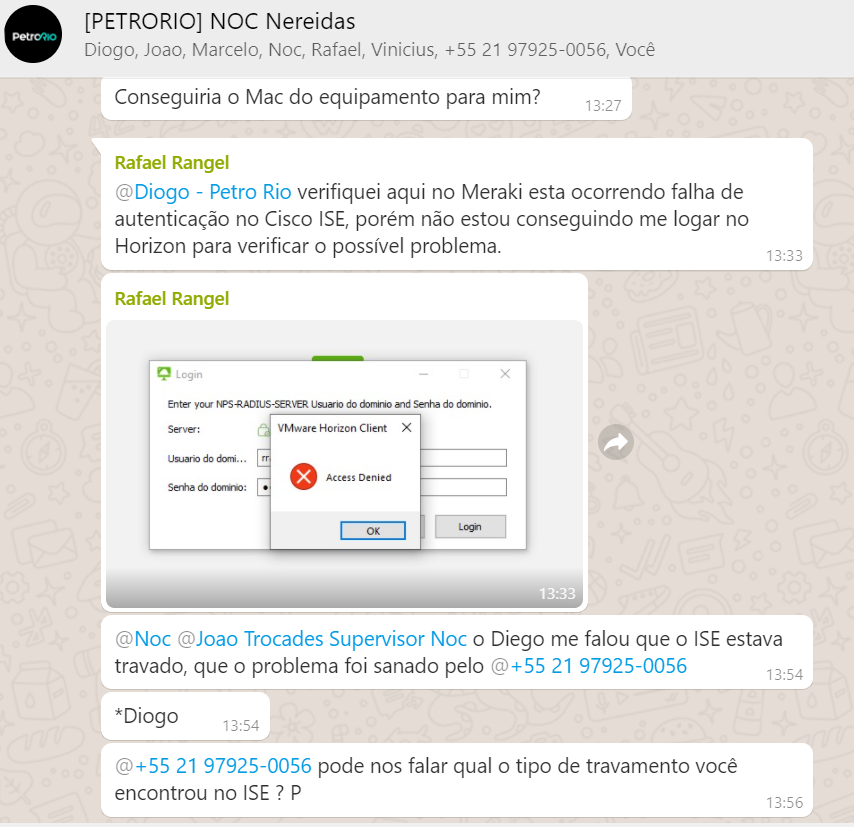 PetroRio
[PETRORIO] NOC Nereidas
Diogo, Joao, Marcelo, Noc, Rafael, Vinicius, +55 21 97925-0056, Você
Conseguiria o Mac do equipamento para mim?
13:27
Rafael Rangel
@Diogo - Petro Rio verifiquei aqui no Meraki esta ocorrendo falha de
autenticação no Cisco ISE, porém não estou conseguindo me logar no
Horizon para verificar o possível problema.
13:33
Rafael Rangel
Login
Enter your NPS-RADIUS-SERVER Usuario do dominio and Senha do dominio.
Server:
VMware Horizon Client
Usuario do domi...
rr
Access Denied
Senha do dominio:
OK
Login
13:33
@Noc @Joao Trocades Supervisor Noc o Diego me falou que o ISE estava
travado, que o problema foi sanado pelo @+55 21 97925-0056
13:54
*Diogo
13:54
@+55 21 97925-0056 pode nos falar qual o tipo de travamento você
encontrou no ISE ? P
13:56